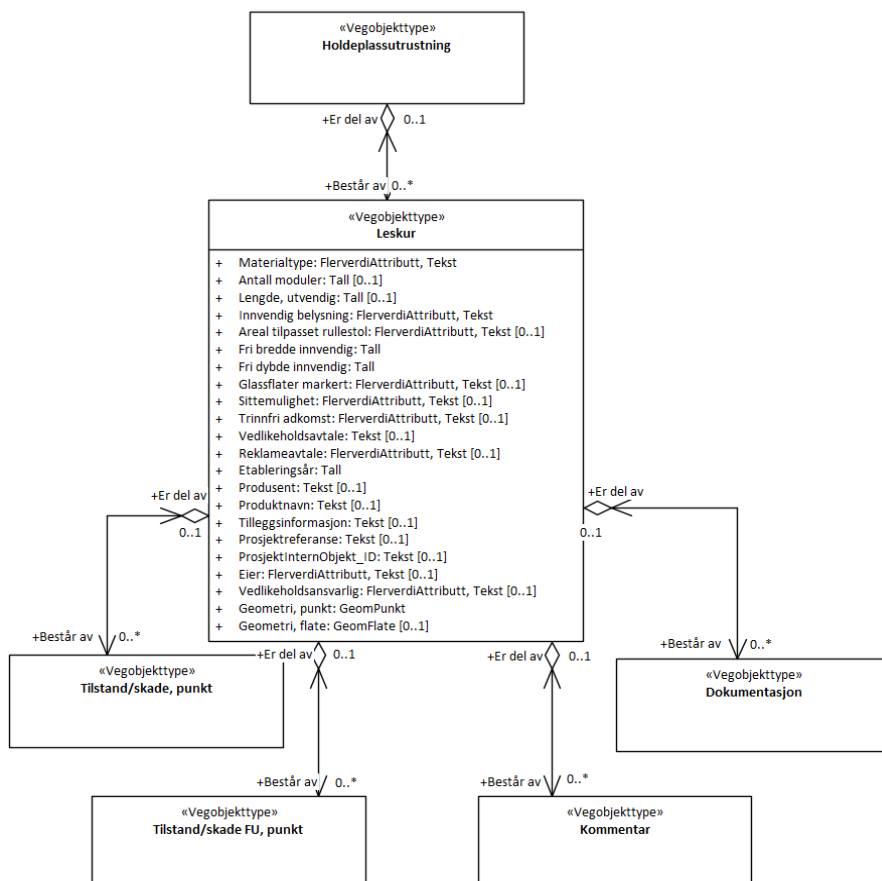 «Vegobjekttype»
Holdeplassutrustning
+Er del av 0..1
+Består av 0..*
«Vegobjekttype»
Leskur
+ Materialtype: FlerverdiAttributt, Tekst
+ Antall moduler: Tall [0..1]
+ Lengde, utvendig: Tall [0..1]
+ Innvendig belysning: FlerverdiAttributt, Tekst
+ Areal tilpasset rullestol: FlerverdiAttributt, Tekst [0..1]
+ Fri bredde innvendig: Tall
+ Fri dybde innvendig: Tall
+ Glassflater markert: FlerverdiAttributt, Tekst [0..1]
+ Sittemulighet: FlerverdiAttributt, Tekst [0..1]
+ Trinnfri adkomst: FlerverdiAttributt, Tekst [0..1]
+ Vedlikeholdsavtale: Tekst [0..1]
+ Reklameavtale: FlerverdiAttributt, Tekst [0..1]
+ Etableringsår: Tall
+ Produsent: Tekst [0..1]
+ Produktnavn: Tekst [0..1]
+ Tilleggsinformasjon: Tekst [0..1]
+ Prosjektreferanse: Tekst [0..1]
+ ProsjektInternObjekt_ID: Tekst [0..1]
+ Eier: FlerverdiAttributt, Tekst [0..1]
+ Vedlikeholdsansvarlig: FlerverdiAttributt, Tekst [0..1]
+ Geometri, punkt: GeomPunkt
+ Geometri, flate: GeomFlate [0..1]
+Er del av
0..1
+Består av 0..*
«Vegobjekttype»
Tilstand/skade, punkt
+Er del av 0..1
+Består av 0..*
«Vegobjekttype»
Tilstand/skade FU, punkt
+Er del av 0..1
+Består av 0..*
«Vegobjekttype»
Kommentar
+Er del av
0..1
+Består av 0..*
«Vegobjekttype»
Dokumentasjon